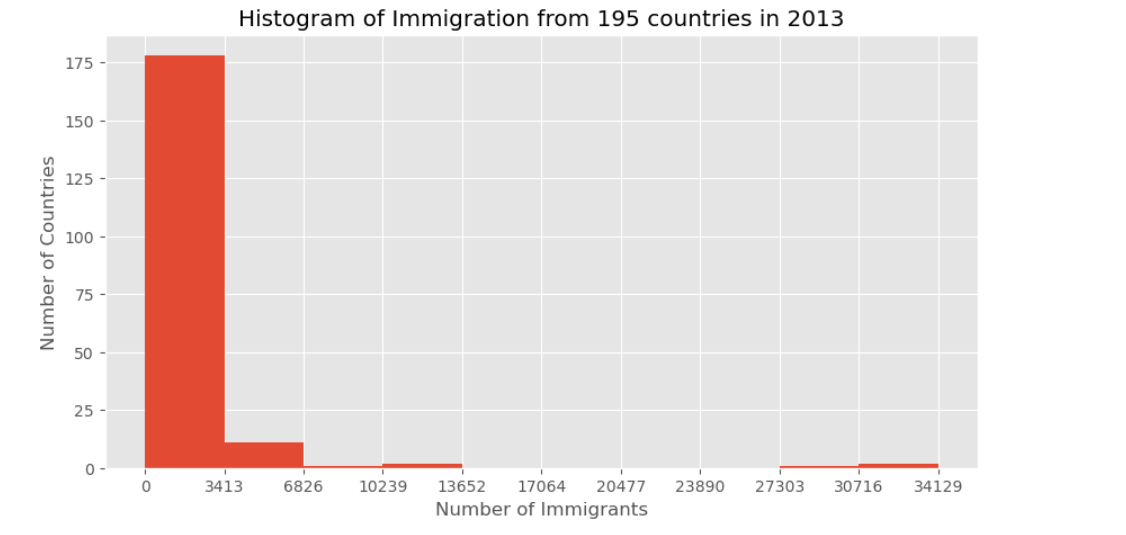 Histogram of Immigration from 195 countries in 2013
Number of Countries
175
150
125
100
75
50
25
0
0 3413 6826 10239 13652 17064 20477 23890 27303 30716 34129
Number of Immigrants